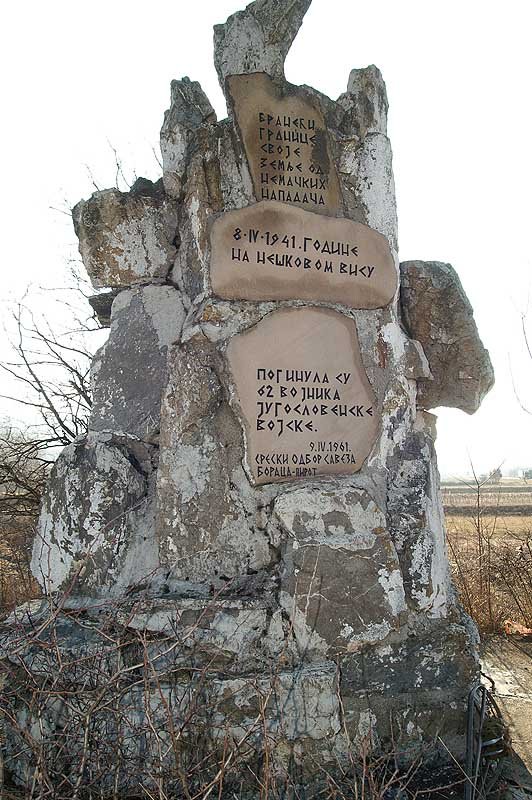 БРАНЕЋИ
ГРАНИЦЕ
СВОЈЕ
ЗЕМЉЕ ОД
НЕМАЧКИХ
НАПАДАЧА
8·IV·1941.ГОДИНЕ
НА НЕШКОВОМ ВИСУ
ПОГИНУЛА СУ
62 ВОЈНИКА
ЈУГОСЛОВЕНСКЕ
ВОЈСКЕ.
9.IV.1961.
СРЕСКИ ОДБОР САВЕЗА
БОРАЦА-ПИРОТ